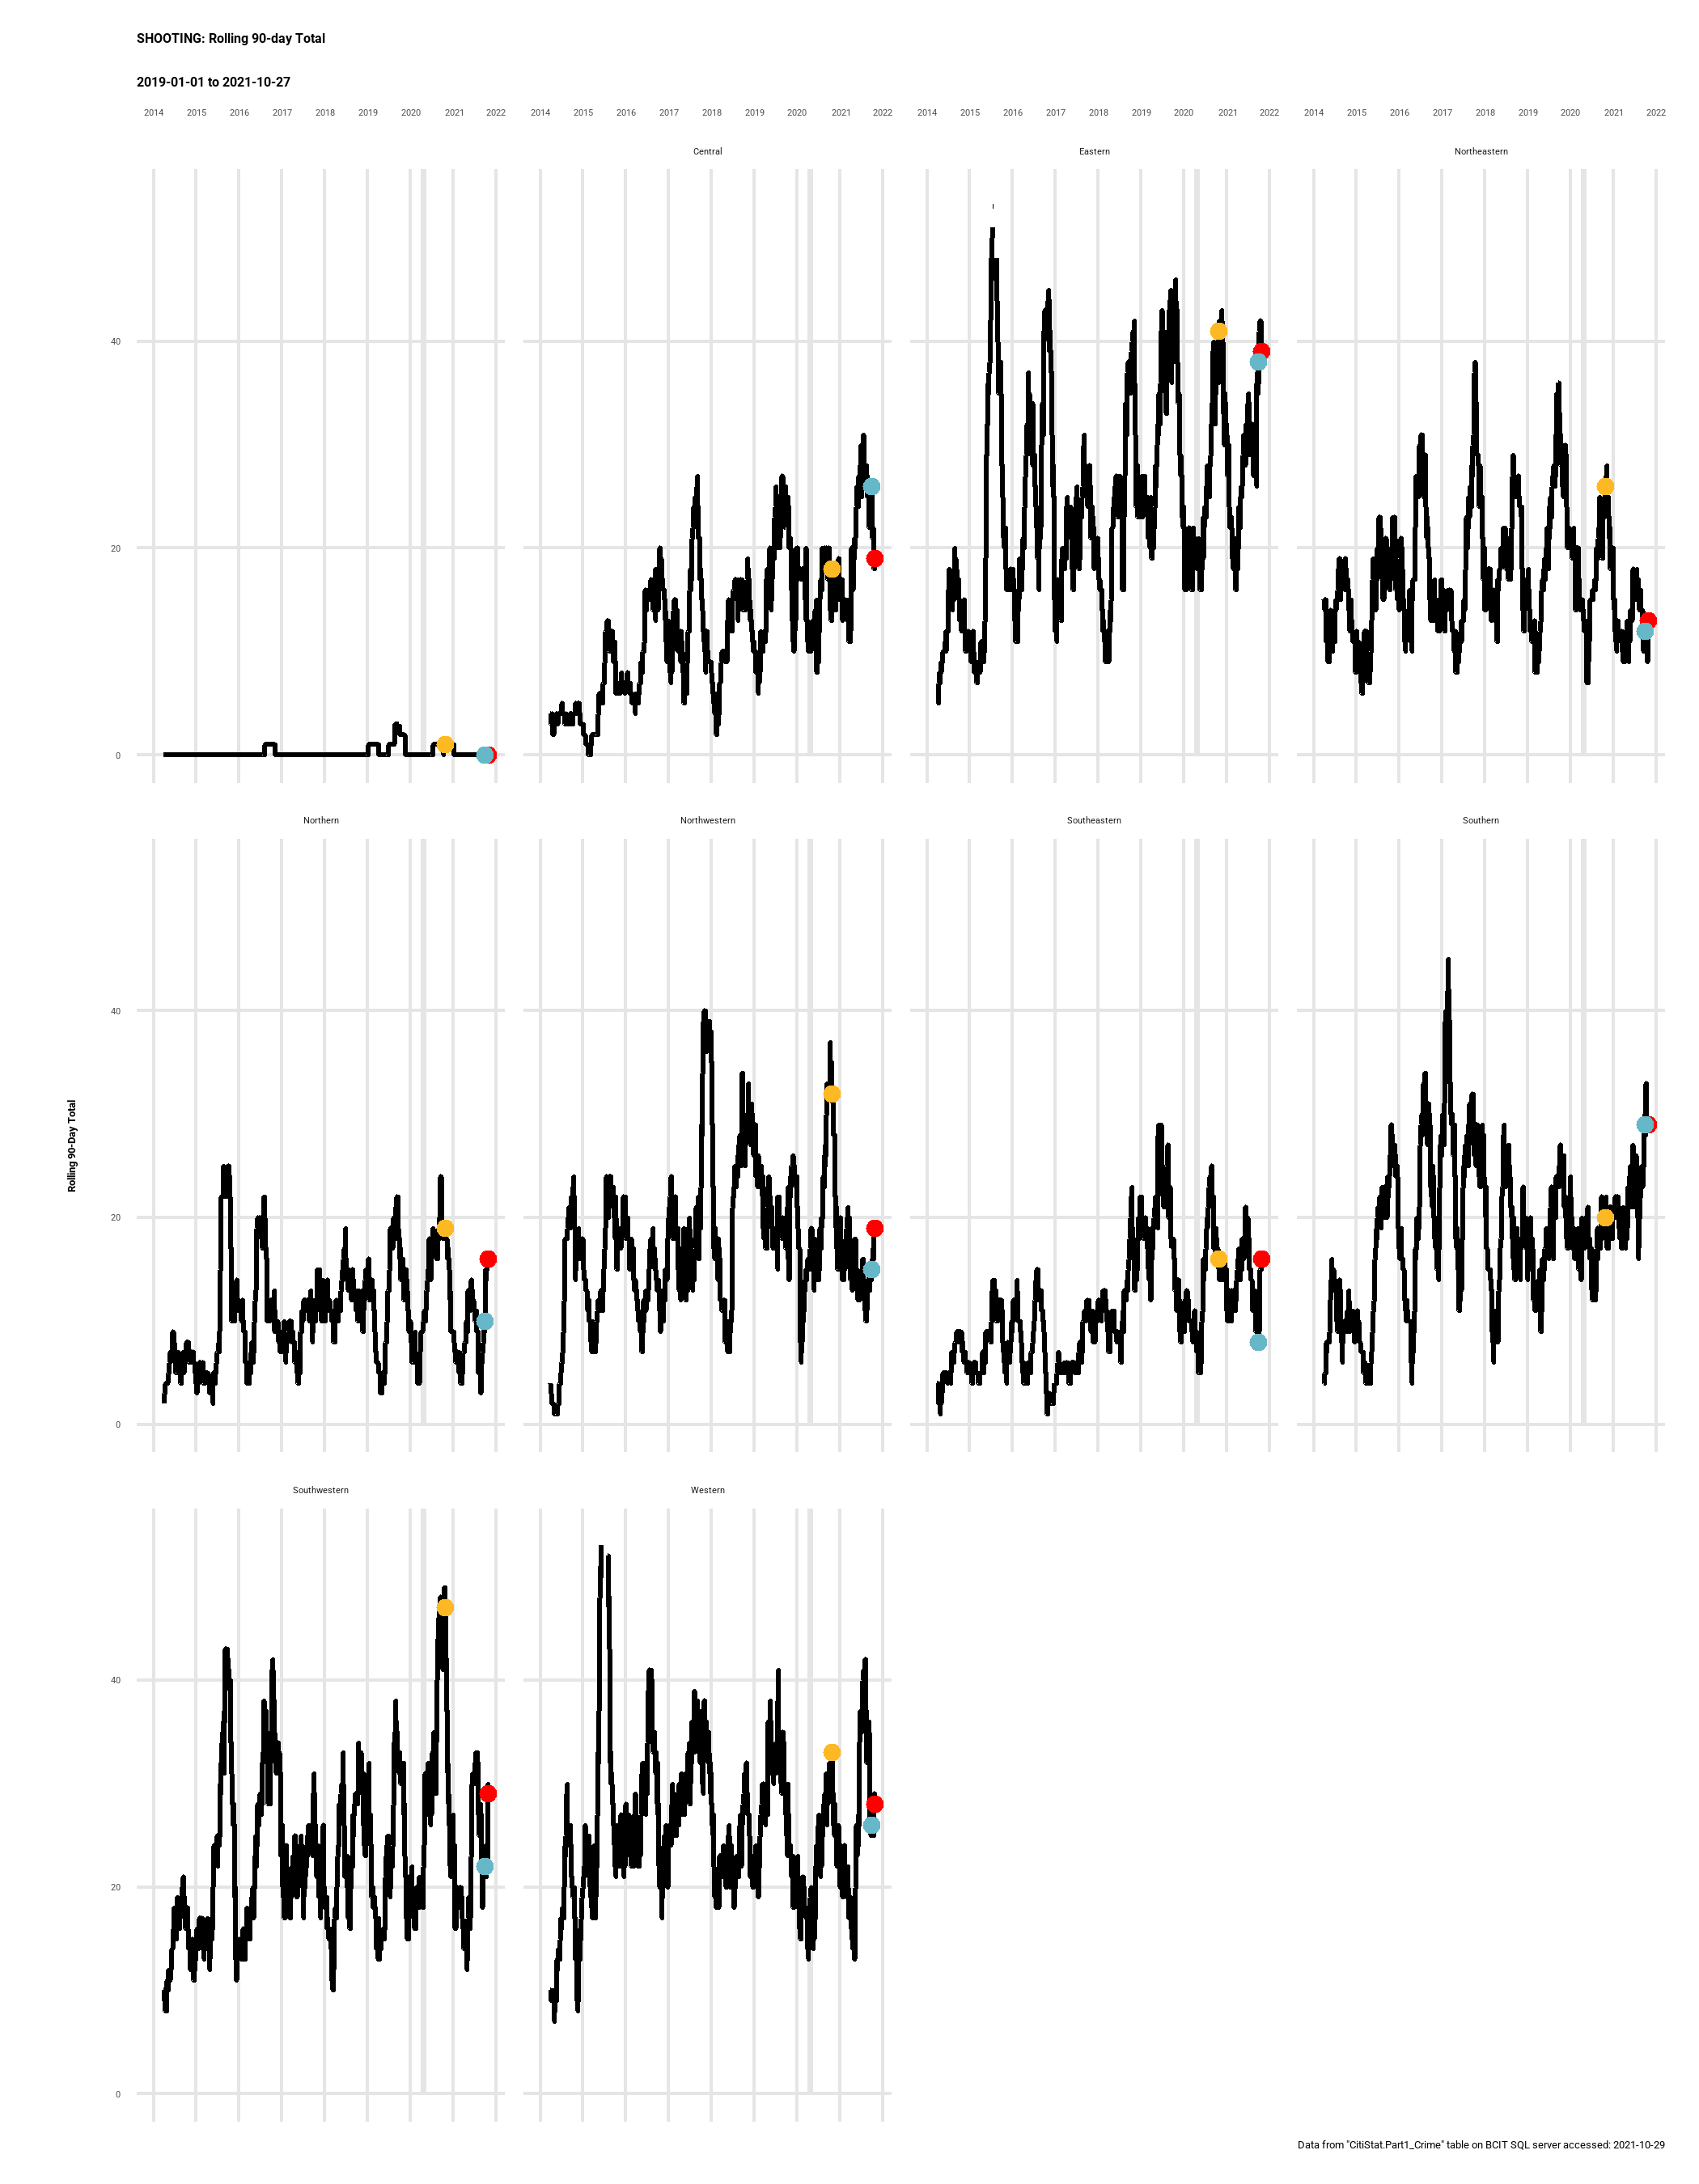 SHOOTING: Rolling 90-day Total
2019-01-01 to 2021-10-27
2014 2015 2016 2017 2018 2019 2020 2021 2022 2014 2015 2016 2017 2018 2019 2020 2021 2022 2014 2015 2016 2017 2018 2019 2020 2021 2022 2014 2015 2016 2017 2018 2019 2020 2021 2022
Central Eastern Northeastern
40
20
0
Northern Northwestern Southeastern Southern
40
20
0
Rolling 90-Day Total
Southwestern Western
40
20
0
Data from "CitiStat.Part1_Crime" table on BCIT SQL server accessed: 2021-10-29